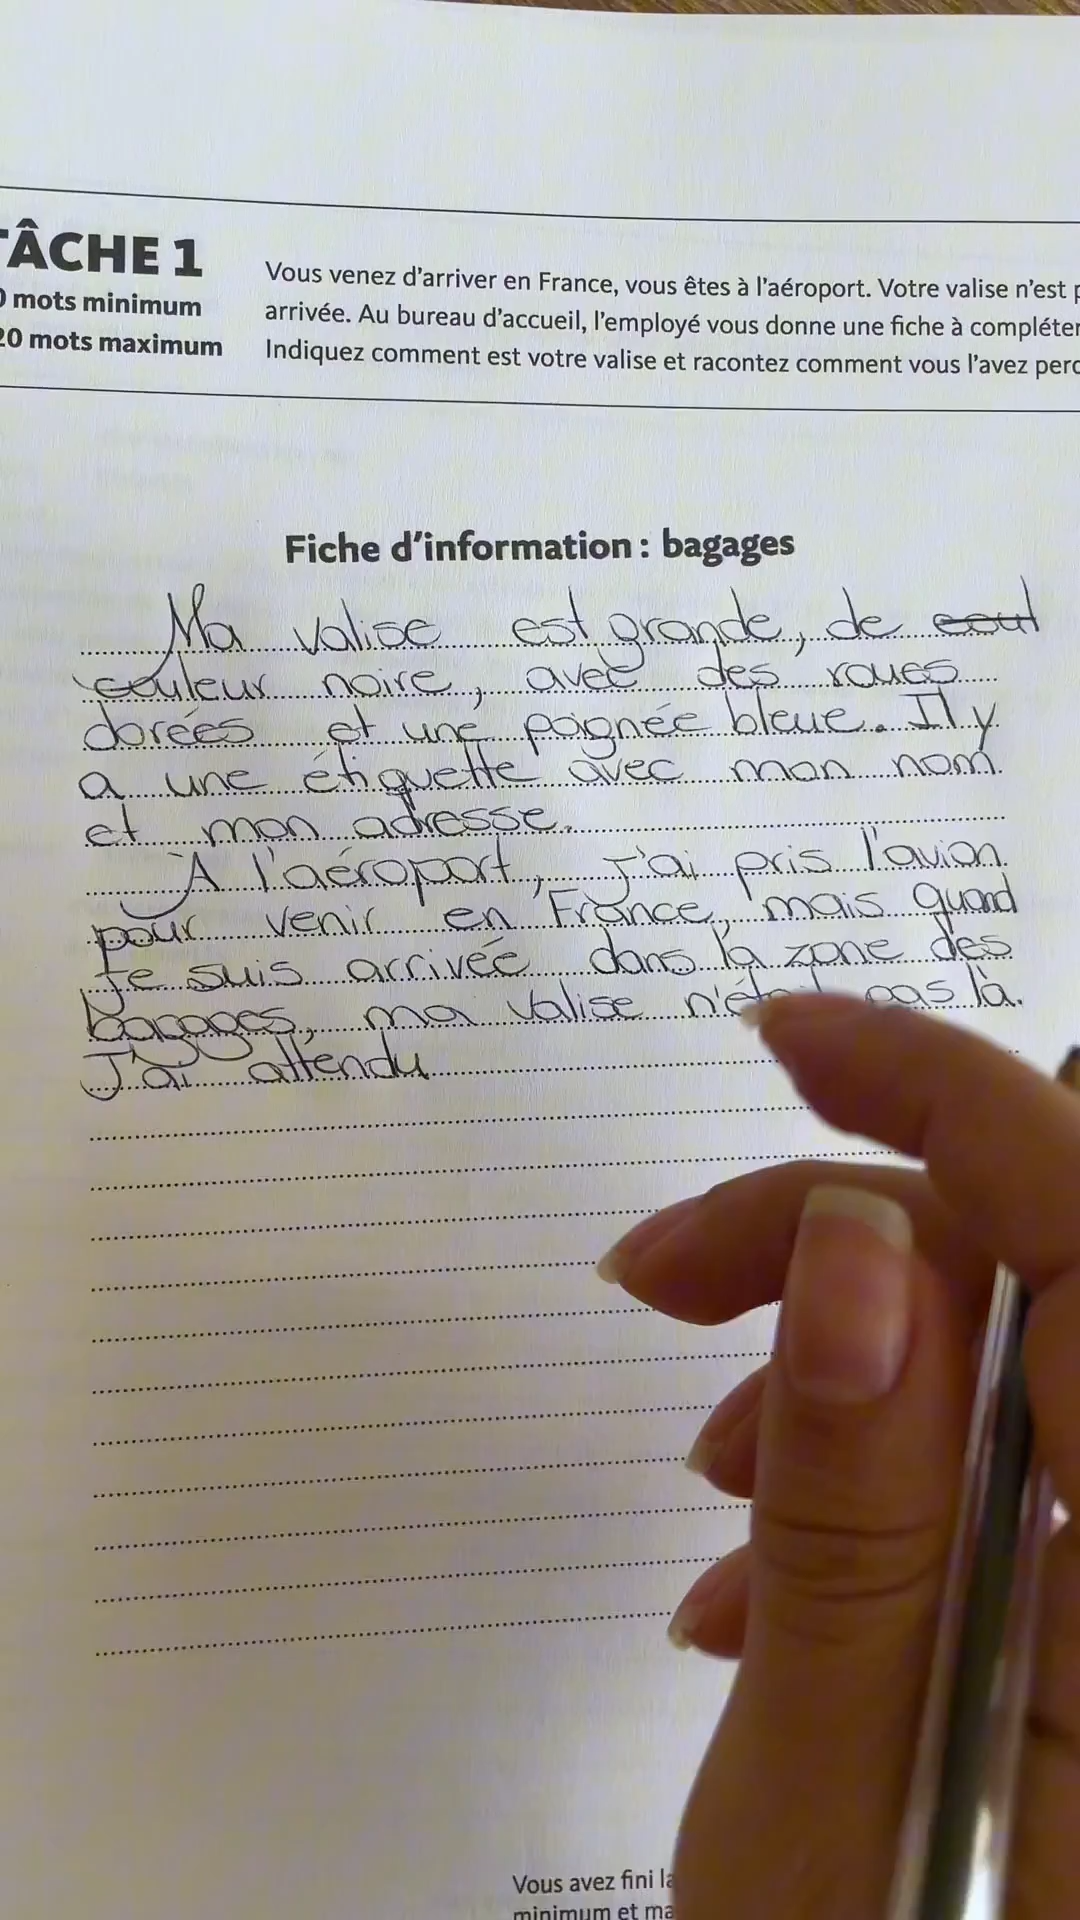 TÂCHE 1
0 mots minimum
20 mots maximum
Vous venez d'arriver en France, vous êtes à l'aéroport. Votre valise n'est
arrivée. Au bureau d'accueil, l'employé vous donne une fiche à compléter
Indiquez comment est votre valise et racontez comment vous l'avez
Fiche d'information : bagages
Ma valise est grande, de
couleur noire, avec des roues
dorées et une poignée bleue. Il y
a une étiquette avec mon nom
et mon adresse.
À l'aéroport, j'ai pris l'avion
pour venir en France, mais quand
je suis arrivée dans la zone des
bagages, ma valise pas là.
J'ai attendu
Vous avez fini
minimum et